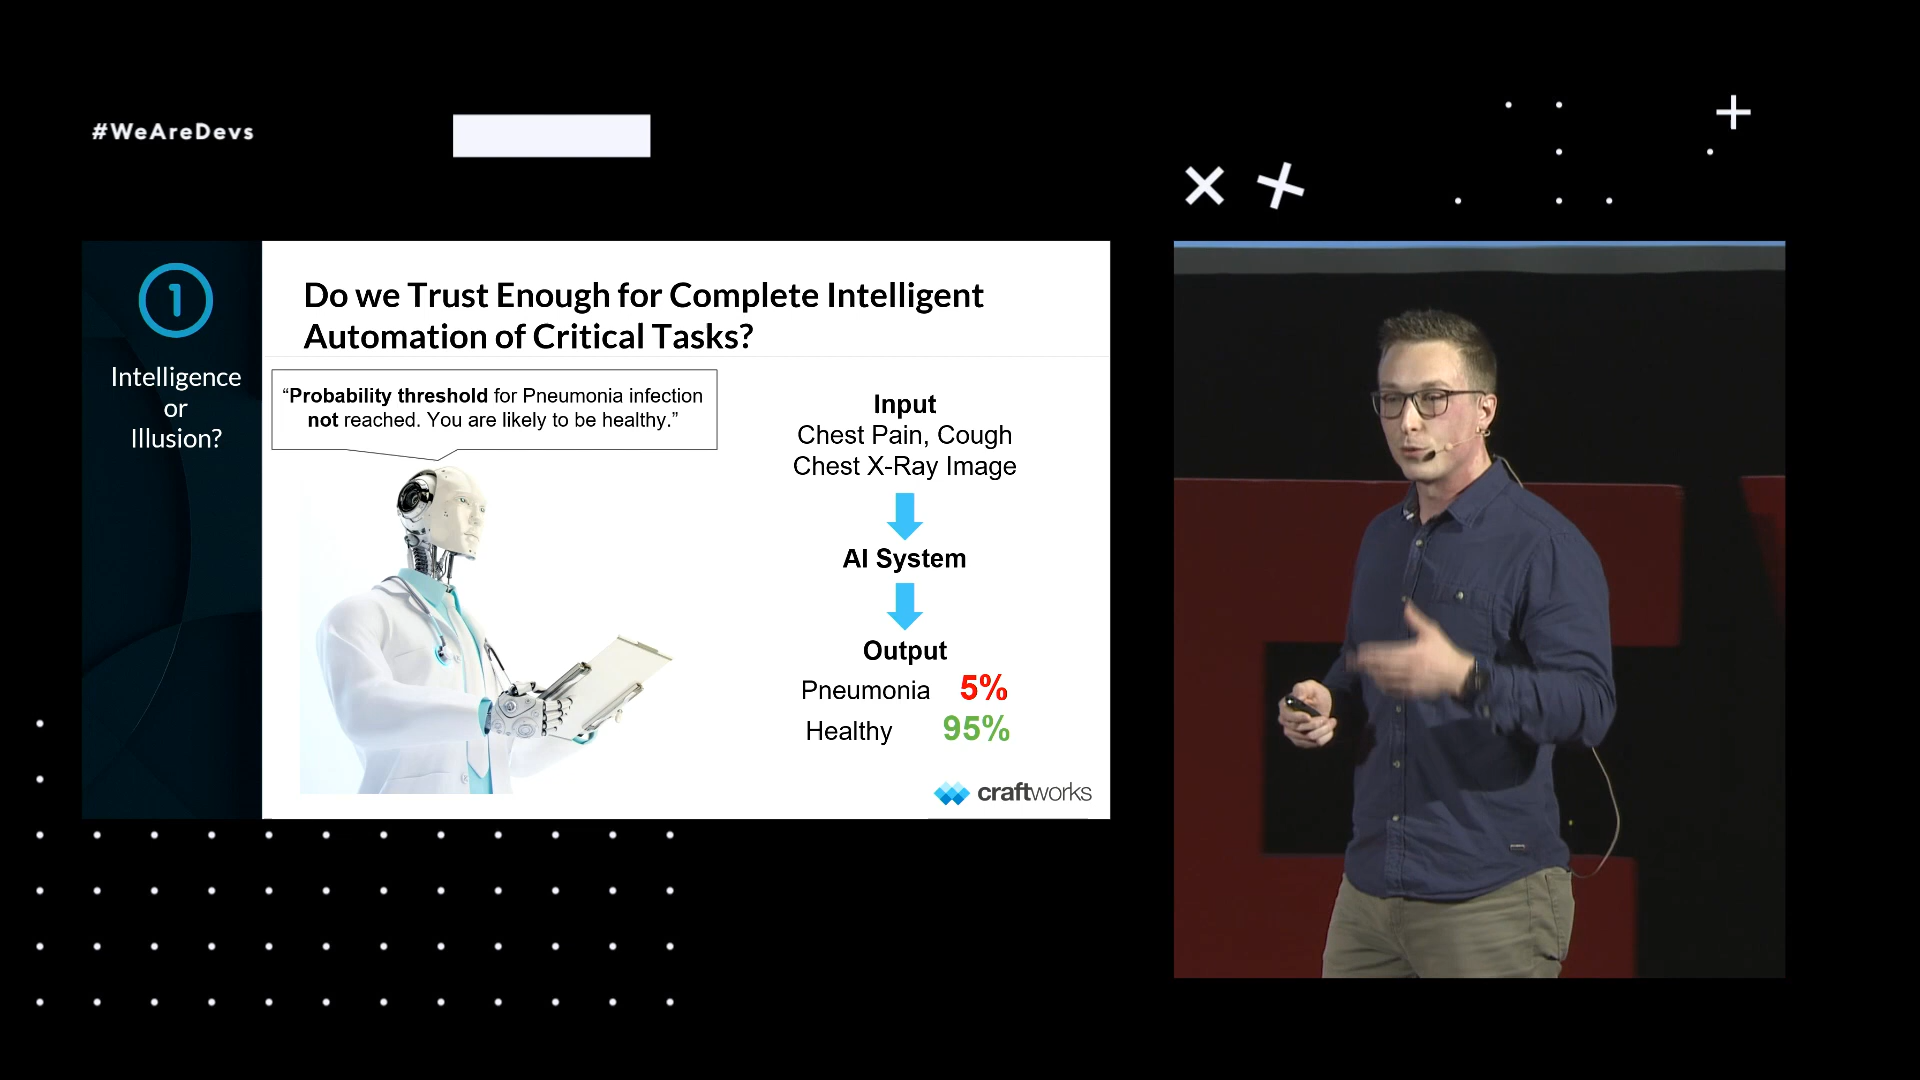 #WeAreDevs
1
Intelligence
or
Illusion?
Do we Trust Enough for Complete Intelligent
Automation of Critical Tasks?
“Probability threshold for Pneumonia infection
not reached. You are likely to be healthy.”
Input
Chest Pain, Cough
Chest X-Ray Image
AI System
Output
Pneumonia 5%
Healthy 95%
craftworks